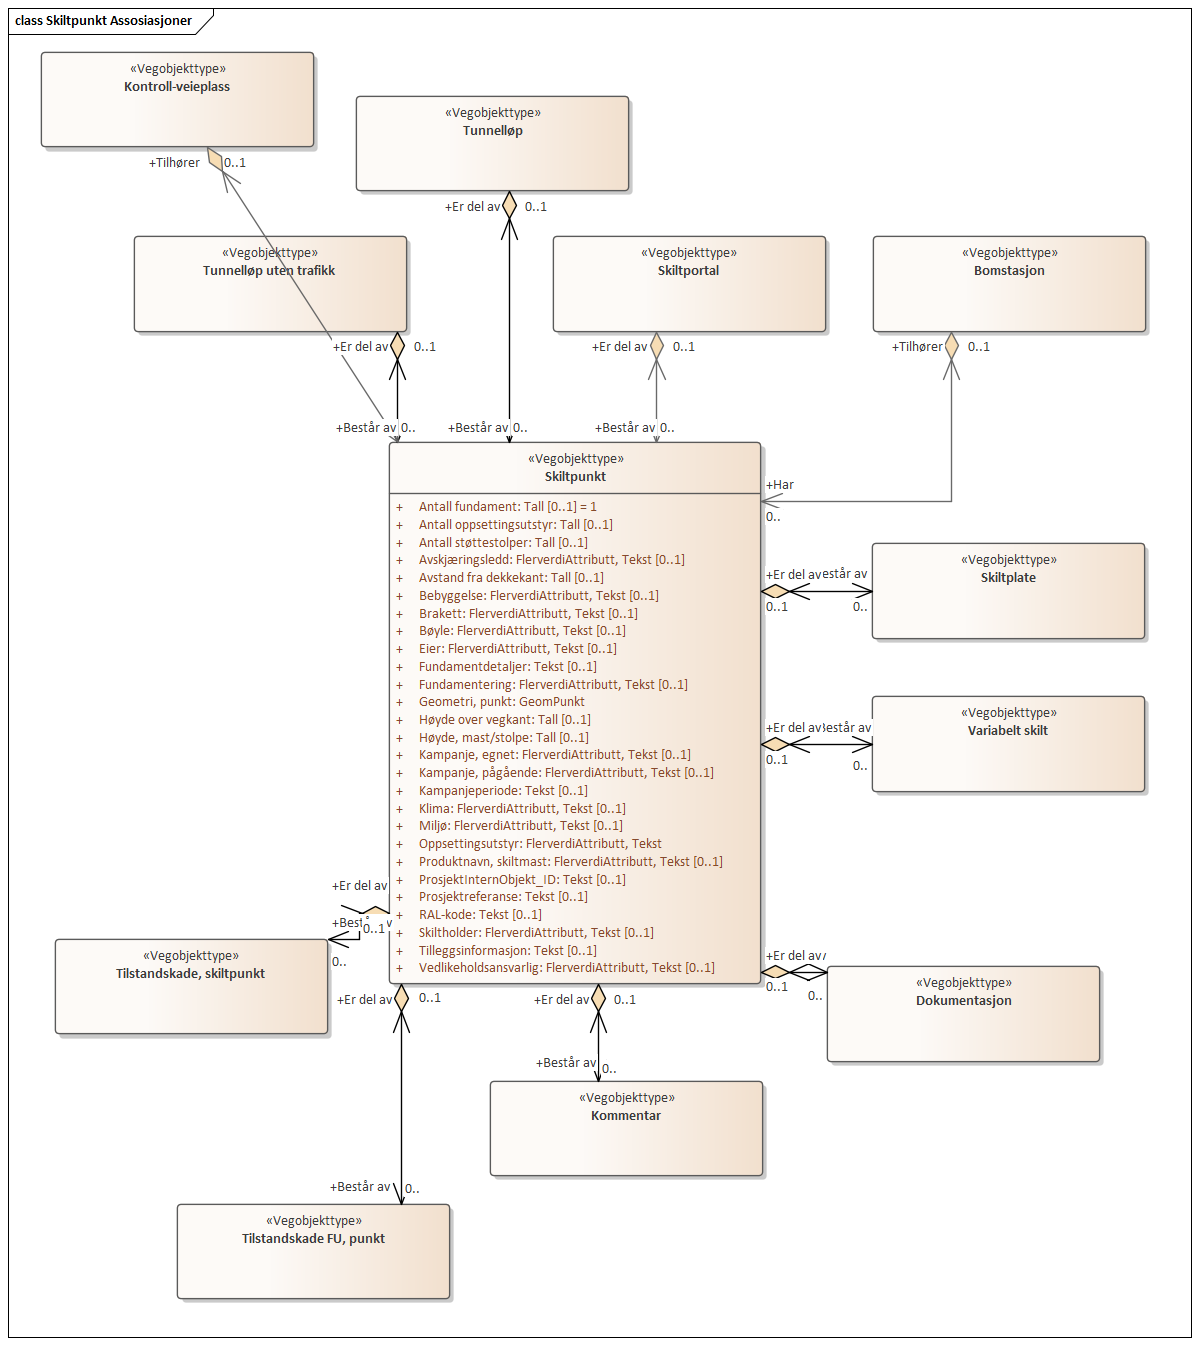 class Skiltpunkt Assosiasjoner
«Vegobjekttype»
Kontroll-veieplass
+Tilhører
0..1
«Vegobjekttype»
Tunnelløp
+Er del av
0..1
«Vegobjekttype»
Tunnelløp uten trafikk
+Er del av
0..1
«Vegobjekttype»
Skiltportal
+Er del av
0..1
«Vegobjekttype»
Bomstasjon
+Tilhører
0..1
+Består av
0..
+Består av
0..
+Består av
0..
+Har
0..
«Vegobjekttype»
Skiltpunkt
+ Antall fundament: Tall [0..1] = 1
+ Antall oppsettingsutstyr: Tall [0..1]
+ Antall støttestolper: Tall [0..1]
+ Avskjæringsledd: FlerverdiAttributt, Tekst [0..1]
+ Avstand fra dekkekant: Tall [0..1]
+ Bebyggelse: FlerverdiAttributt, Tekst [0..1]
+ Brakett: FlerverdiAttributt, Tekst [0..1]
+ Bøyle: FlerverdiAttributt, Tekst [0..1]
+ Eier: FlerverdiAttributt, Tekst [0..1]
+ Fundamentdetaljer: Tekst [0..1]
+ Fundamentering: FlerverdiAttributt, Tekst [0..1]
+ Geometri, punkt: GeomPunkt
+ Høyde over vegkant: Tall [0..1]
+ Høyde, mast/stolpe: Tall [0..1]
+ Kampanje, egnet: FlerverdiAttributt, Tekst [0..1]
+ Kampanje, pågående: FlerverdiAttributt, Tekst [0..1]
+ Kampanjeperiode: Tekst [0..1]
+ Klima: FlerverdiAttributt, Tekst [0..1]
+ Miljø: FlerverdiAttributt, Tekst [0..1]
+ Oppsettingsutstyr: FlerverdiAttributt, Tekst
+ Produktnavn, skiltmast: FlerverdiAttributt, Tekst [0..1]
+ ProsjektInternObjekt_ID: Tekst [0..1]
+ Prosjektreferanse: Tekst [0..1]
+ RAL-kode: Tekst [0..1]
+ Skiltholder: FlerverdiAttributt, Tekst [0..1]
+ Tilleggsinformasjon: Tekst [0..1]
+ Vedlikeholdsansvarlig: FlerverdiAttributt, Tekst [0..1]
+Er del av
estår av
0..1
0..
«Vegobjekttype»
Skiltplate
+Er del av
estår av
0..1
0..
«Vegobjekttype»
Variabelt skilt
+Er del av
0..1
0..
«Vegobjekttype»
Dokumentasjon
+Er del av
0..1
0..
«Vegobjekttype»
Tilstandskade, skiltpunkt
+Er del av
0..1
+Består av
0..
«Vegobjekttype»
Tilstandskade FU, punkt
+Er del av
0..1
+Består av
0..
«Vegobjekttype»
Kommentar